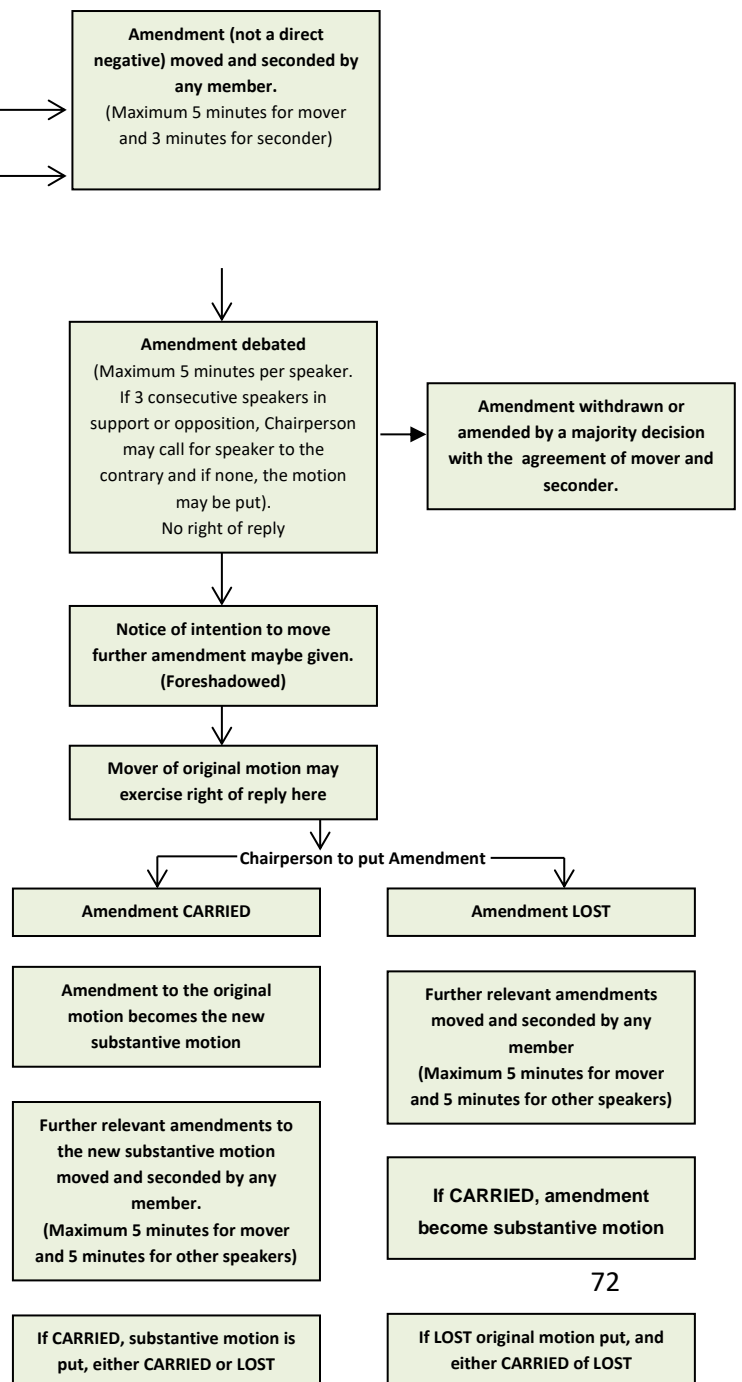 Amendment (not a direct
negative) moved and seconded by
any member.
(Maximum 5 minutes for mover
and 3 minutes for seconder)
Amendment debated
(Maximum 5 minutes per speaker.
If 3 consecutive speakers in
support or opposition, Chairperson
may call for speaker to the
contrary and if none, the motion
may be put).
No right of reply
Amendment withdrawn or
amended by a majority decision
with the agreement of mover and
seconder.
Notice of intention to move
further amendment maybe given.
(Foreshadowed)
Mover of original motion may
exercise right of reply here
Chairperson to put Amendment
Amendment CARRIED
Amendment to the original
motion becomes the new
substantive motion
Further relevant amendments to
the new substantive motion
moved and seconded by any
member.
(Maximum 5 minutes for mover
and 5 minutes for other speakers)
If CARRIED, substantive motion is
put, either CARRIED or LOST
Amendment LOST
Further relevant amendments
moved and seconded by any
member
(Maximum 5 minutes for mover
and 5 minutes for other speakers)
If CARRIED, amendment
become substantive motion
72
If LOST original motion put, and
either CARRIED of LOST